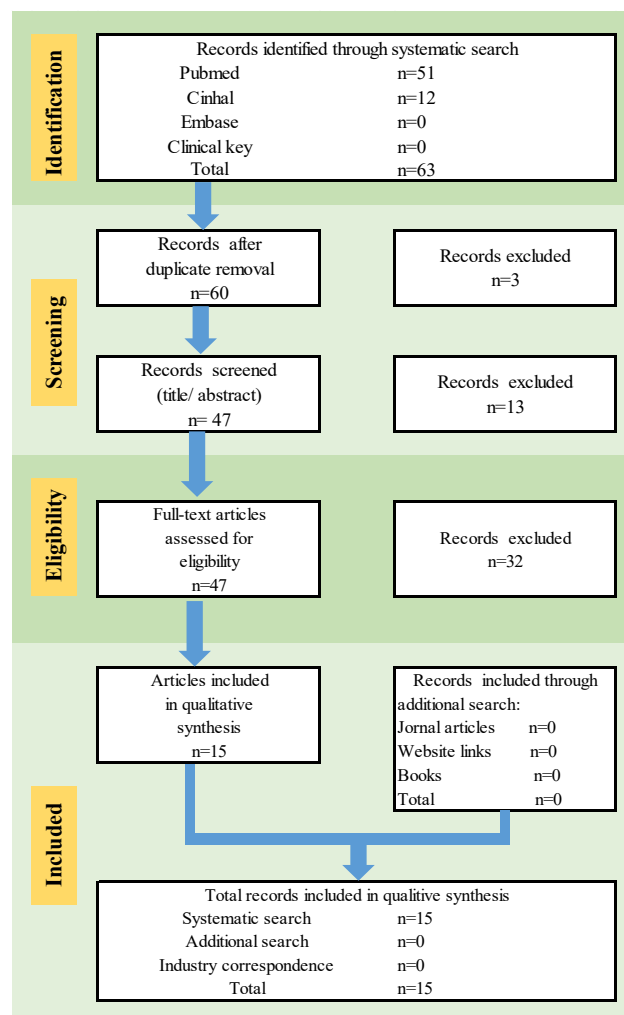 Identification
Records identified through systematic search
Pubmed n=51
Cinhal n=12
Embase n=0
Clinical key n=0
Total n=63
Screening
Records after
duplicate removal
n=60
Records excluded
n=3
Records screened
(title/ abstract)
n= 47
Records excluded
n=13
Eligibility
Full-text articles
assessed for
eligibility
n=47
Records excluded
n=32
Included
Articles included
in qualitative
synthesis
n=15
Records included through
additional search:
Jornal articles n=0
Website links n=0
Books n=0
Total n=0
Total records included in qualitive synthesis
Systematic search n=15
Additional search n=0
Industry correspondence n=0
Total n=15